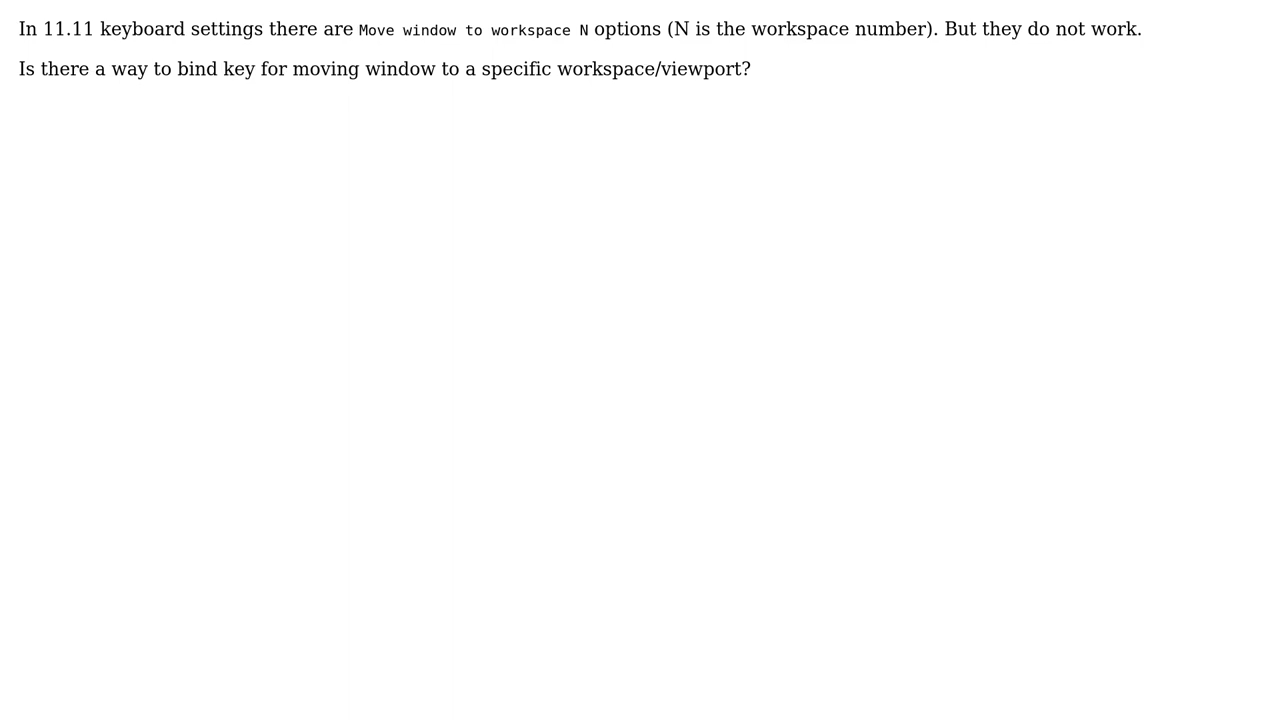 In 11.11 keyboard settings there are Move window to workspace N options (N is the workspace number). But they do not work.
Is there a way to bind key for moving window to a specific workspace/viewport?